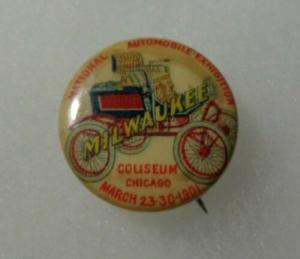 NATIONAL AUTOMOBILE EXHIBITION
MILWAUKEE
COLISEUM
CHICAGO
MARCH 23-30-1901